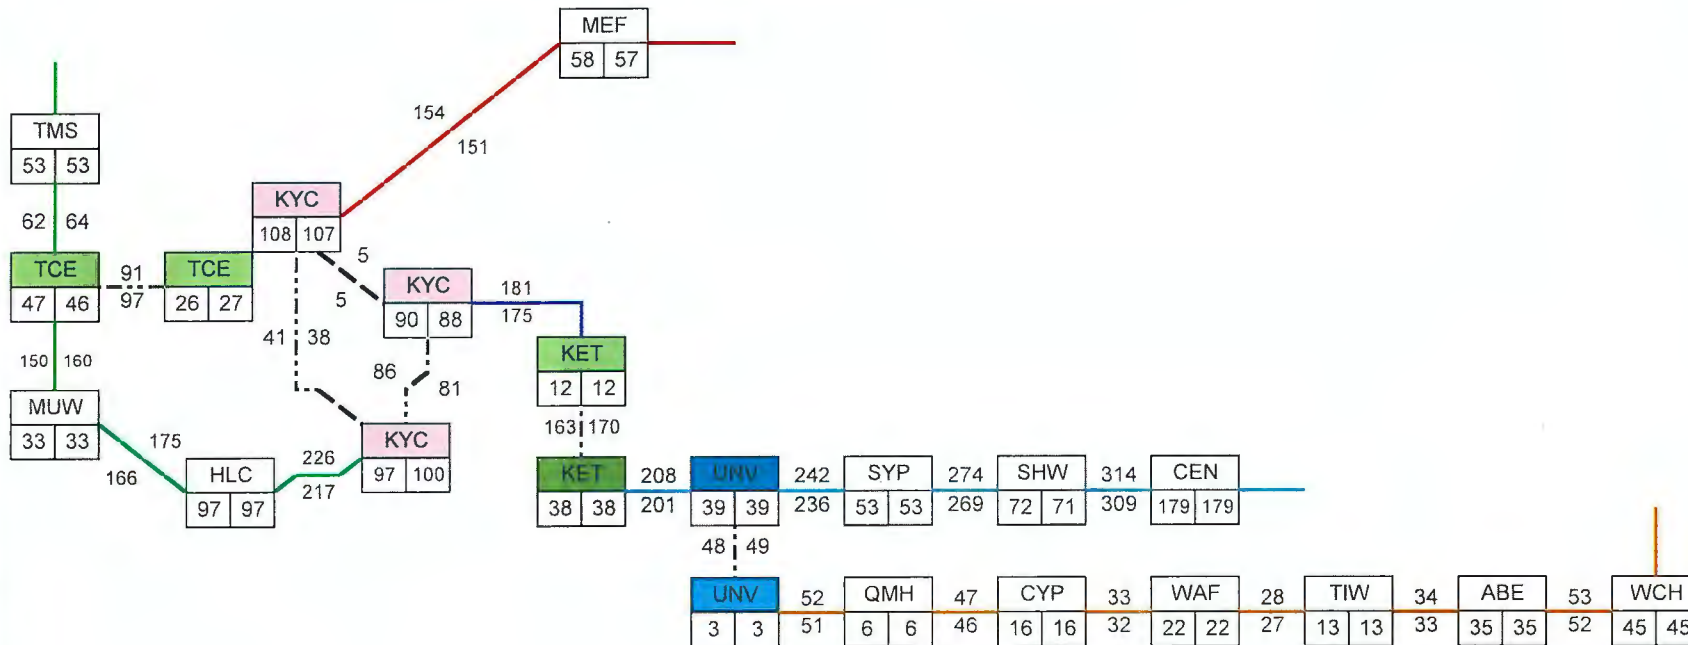 MEF
58 57
154
151
TMS
53 53
62 64
KYC
108 107
TCE
47 46
91
97
TCE
26 27
5
5
KYC
90 88
181
175
41 38
86
81
KET
12 12
150 160
163 170
MUW
33 33
175
166
HLC
97 97
226
217
KYC
97 100
KET
38 38
208
201
UNV
39 39
242
236
SYP
53 53
274
269
SHW
72 71
314
309
CEN
179 179
48 49
UNV
3 3
52
51
QMH
6 6
47
46
CYP
16 16
33
32
WAF
22 22
28
27
TIW
13 13
34
33
ABE
35 35
53
52
WCH
45 45